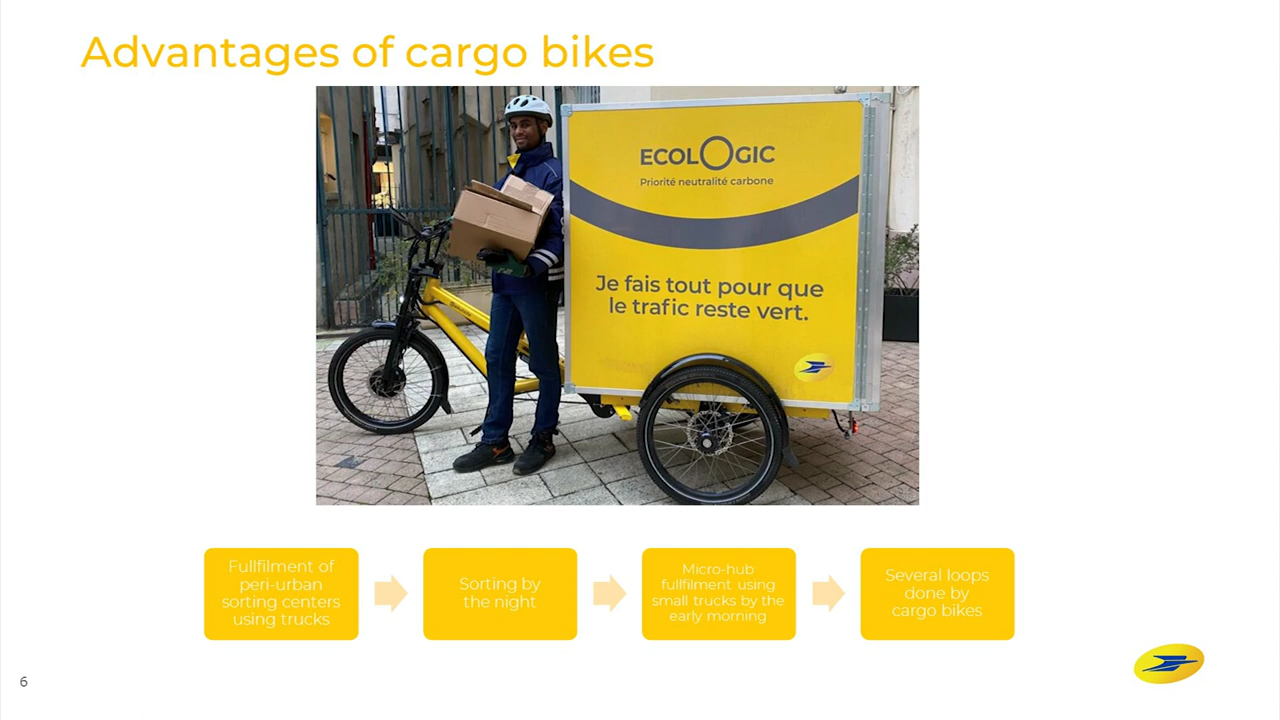 Advantages of cargo bikes
ECOLOGIC
Priorité neutralité carbone
Je fais tout pour que
le trafic reste vert.
Fullfilment of
peri-urban
sorting centers
using trucks
Sorting by
the night
Micro-hub
fullfilment using
small trucks by the
early morning
Several loops
done by
cargo bikes
6